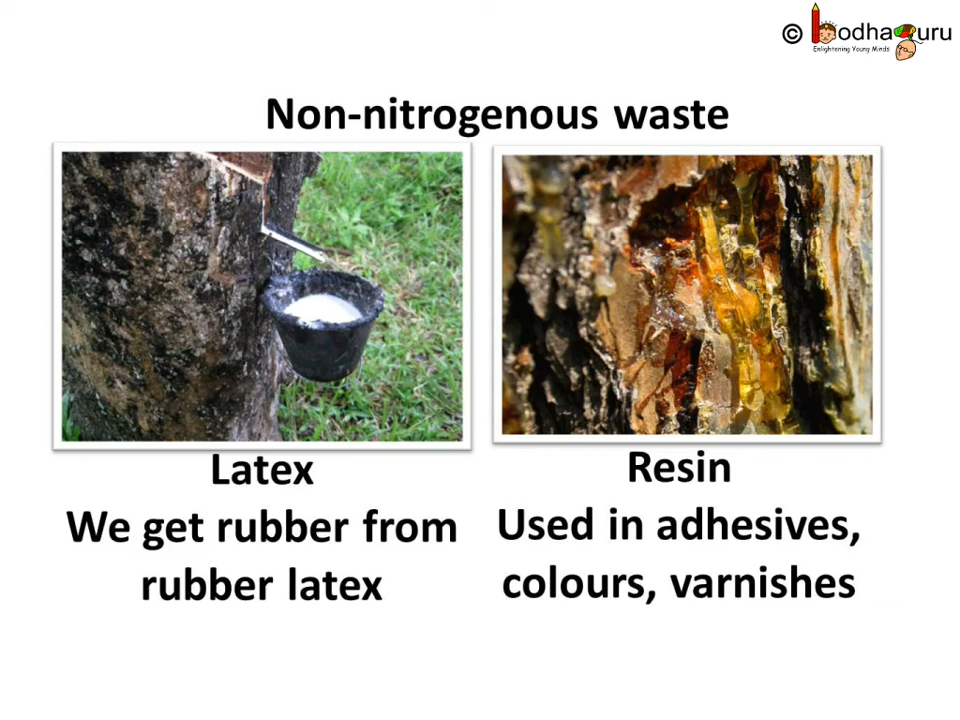 © BodhaGuru
Enlightening Young Minds
Non-nitrogenous waste
Latex
We get rubber from
rubber latex
Resin
Used in adhesives,
colours, varnishes